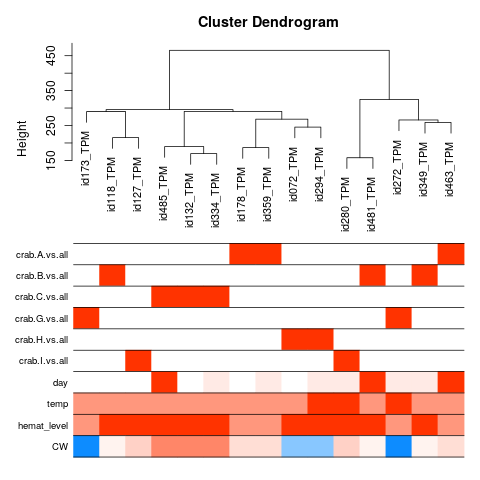 Cluster Dendrogram
Height
450
350
250
150
id173_TPM
id118_TPM
id127_TPM
id485_TPM
id132_TPM
id334_TPM
id178_TPM
id359_TPM
id072_TPM
id294_TPM
id280_TPM
id481_TPM
id272_TPM
id349_TPM
id463_TPM
crab.A.vs.all
crab.B.vs.all
crab.C.vs.all
crab.G.vs.all
crab.H.vs.all
crab.I.vs.all
day
temp
hemat_level
CW